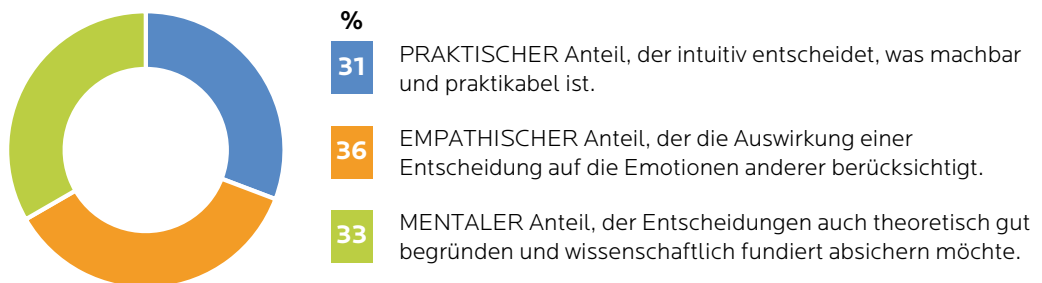 %
31
PRAKTISCHER Anteil, der intuitiv entscheidet, was machbar
und praktikabel ist.
36
EMPATHISCHER Anteil, der die Auswirkung einer
Entscheidung auf die Emotionen anderer berücksichtigt.
33
MENTALER Anteil, der Entscheidungen auch theoretisch gut
begründen und wissenschaftlich fundiert absichern möchte.